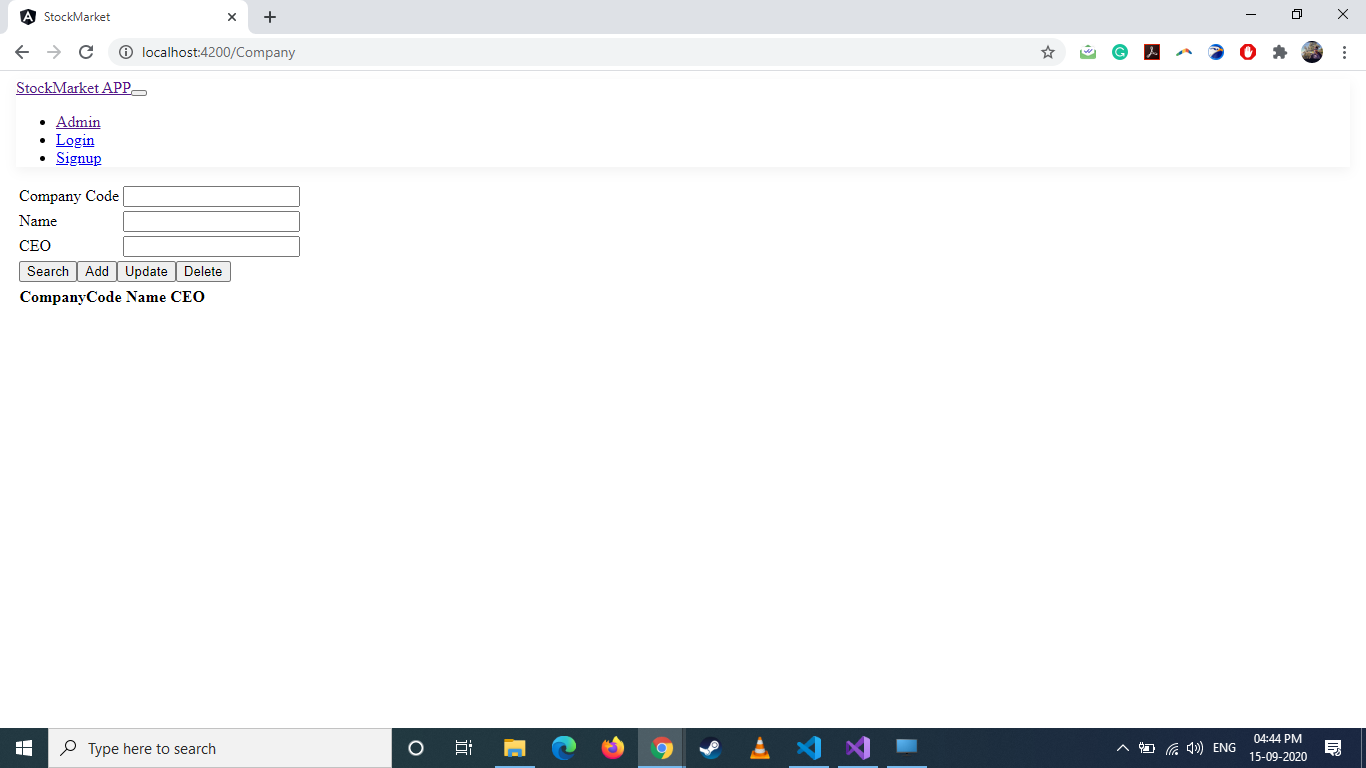 StockMarket
localhost:4200/Company
StockMarket APP
Admin
Login
Signup
Company Code
Name
CEO
Search Add Update Delete
CompanyCode Name CEO
Type here to search
ENG
04:44 PM
15-09-2020